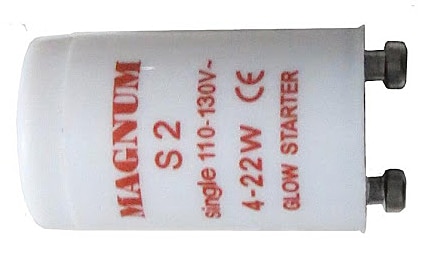 MAGNUM
S 2
single 110-130V~
4-22W CE
GLOW STARTER